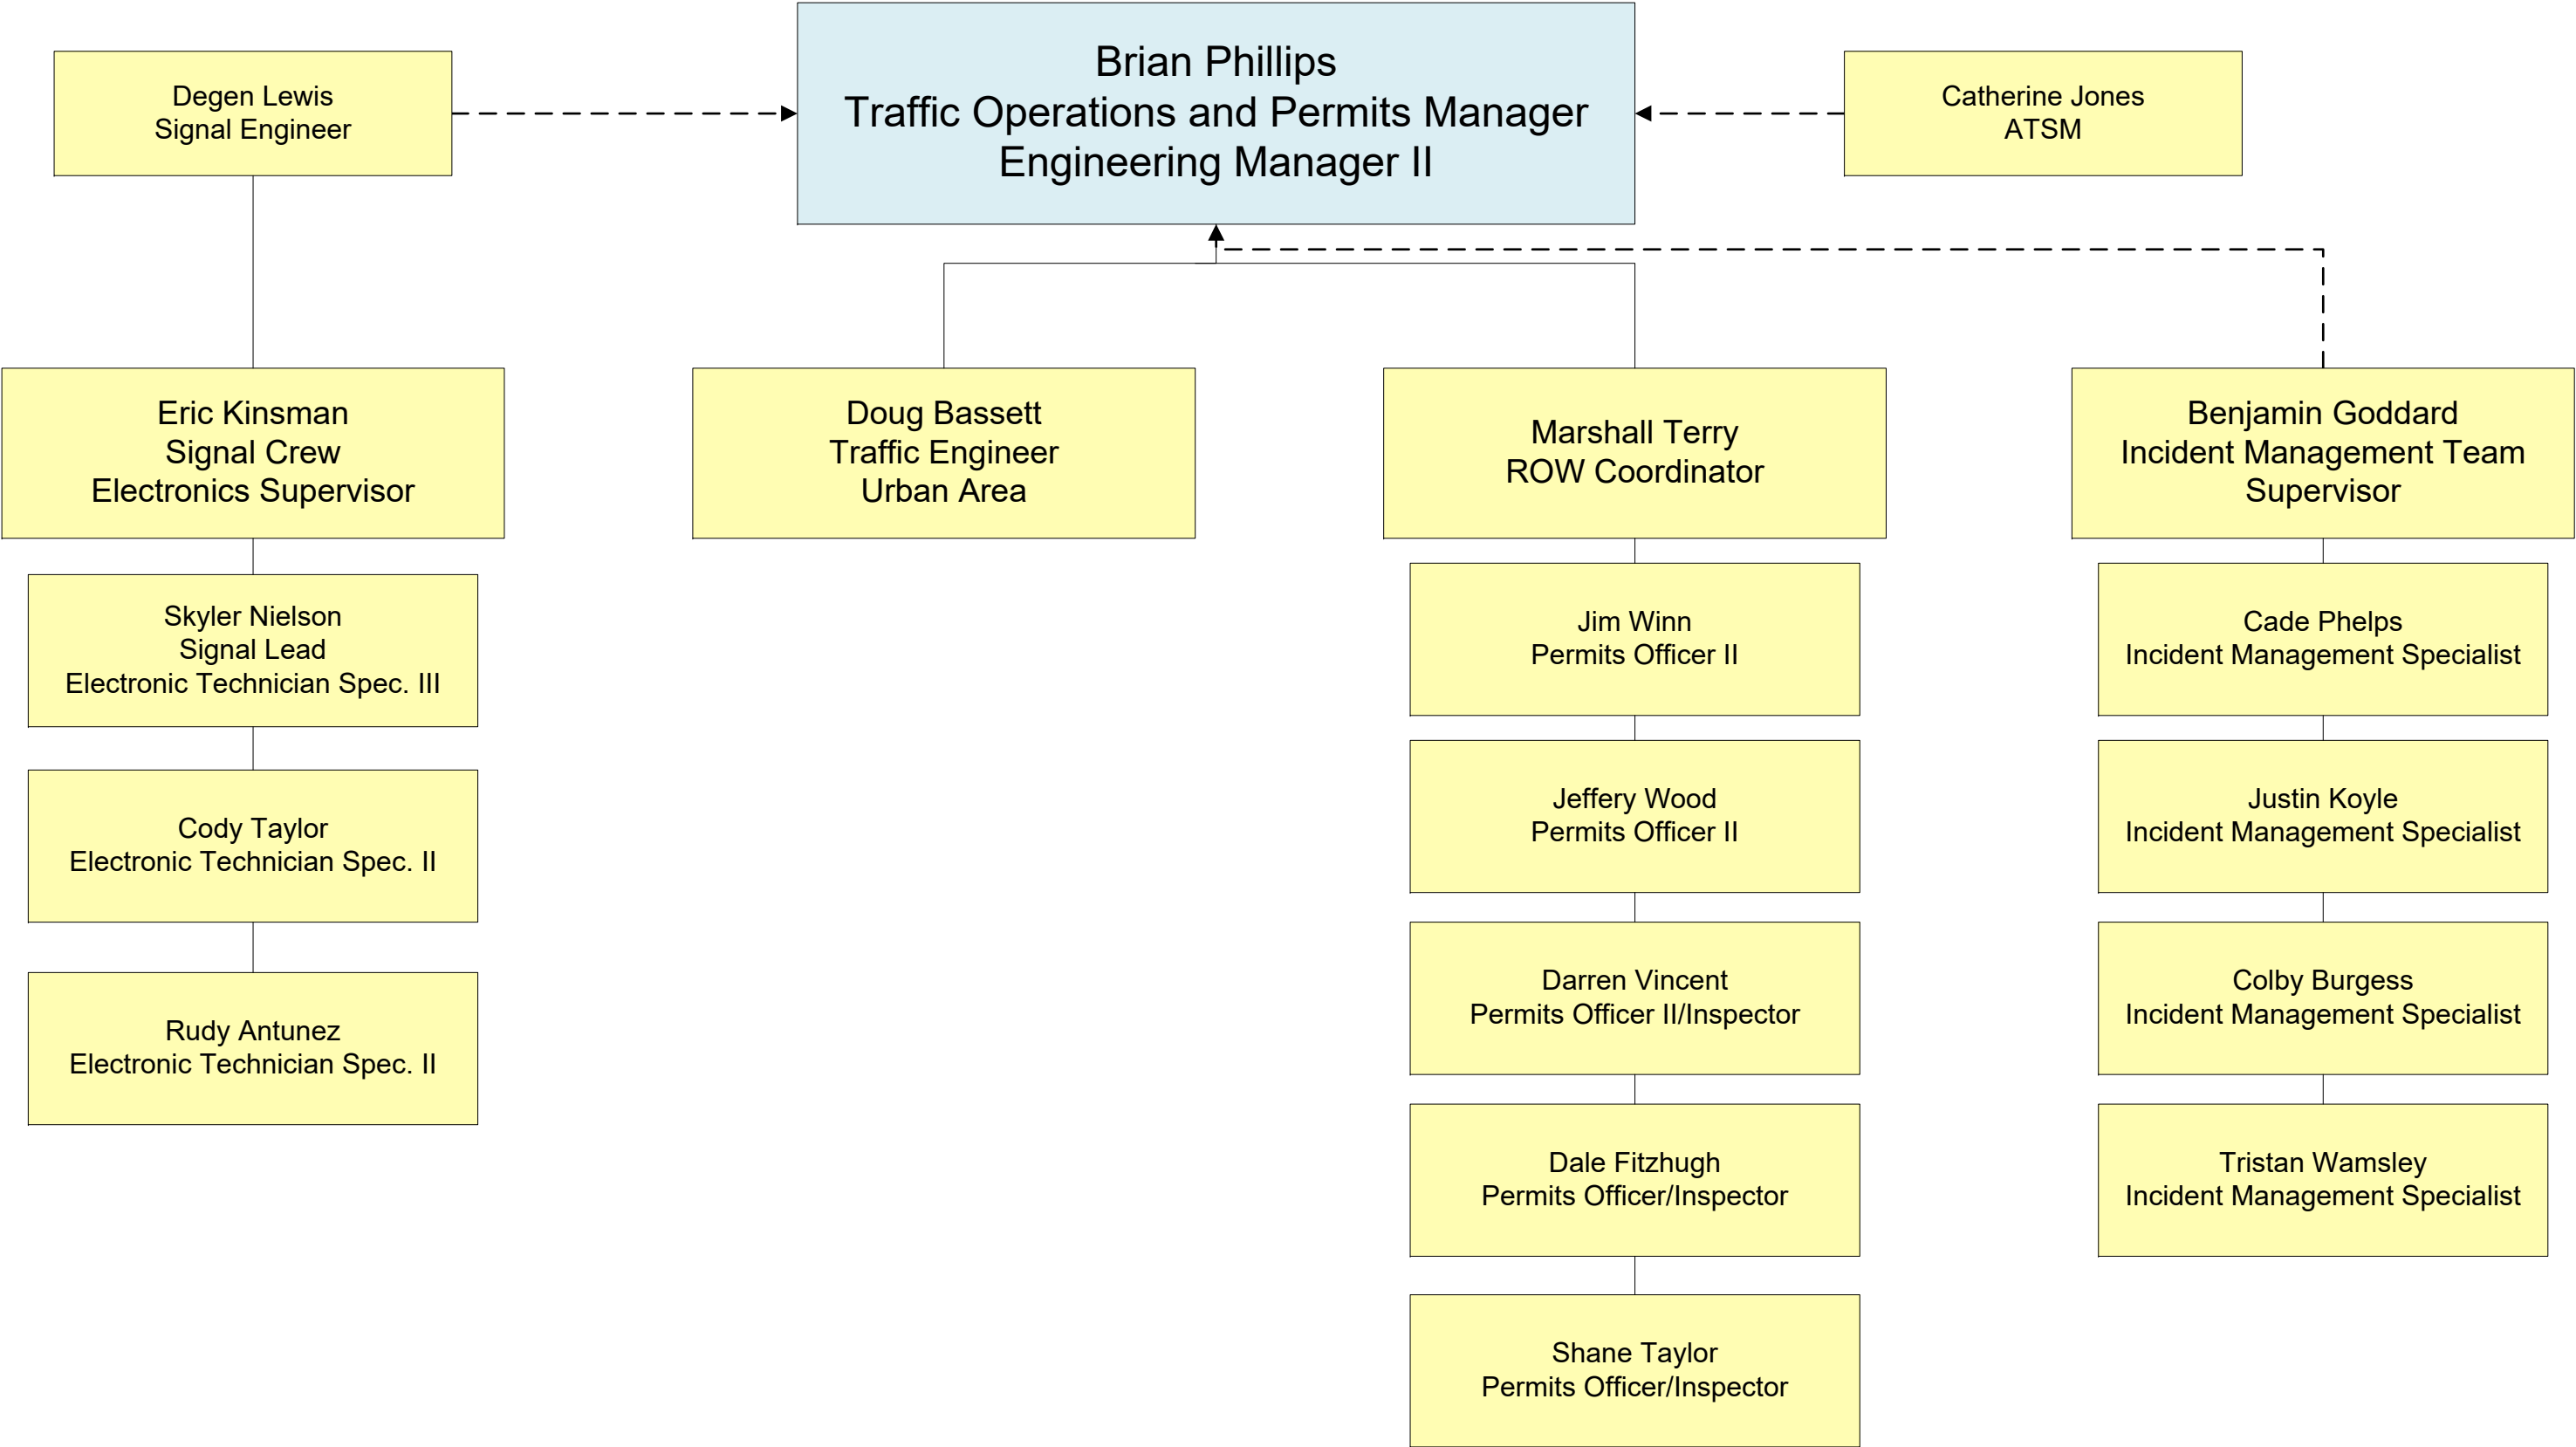 Degen Lewis
Signal Engineer
Brian Phillips
Traffic Operations and Permits Manager
Engineering Manager II
Catherine Jones
ATSM
Eric Kinsman
Signal Crew
Electronics Supervisor
Doug Bassett
Traffic Engineer
Urban Area
Marshall Terry
ROW Coordinator
Benjamin Goddard
Incident Management Team
Supervisor
Skyler Nielson
Signal Lead
Electronic Technician Spec. III
Cody Taylor
Electronic Technician Spec. II
Rudy Antunez
Electronic Technician Spec. II
Jim Winn
Permits Officer II
Jeffery Wood
Permits Officer II
Darren Vincent
Permits Officer II/Inspector
Dale Fitzhugh
Permits Officer/Inspector
Shane Taylor
Permits Officer/Inspector
Cade Phelps
Incident Management Specialist
Justin Koyle
Incident Management Specialist
Colby Burgess
Incident Management Specialist
Tristan Wamsley
Incident Management Specialist